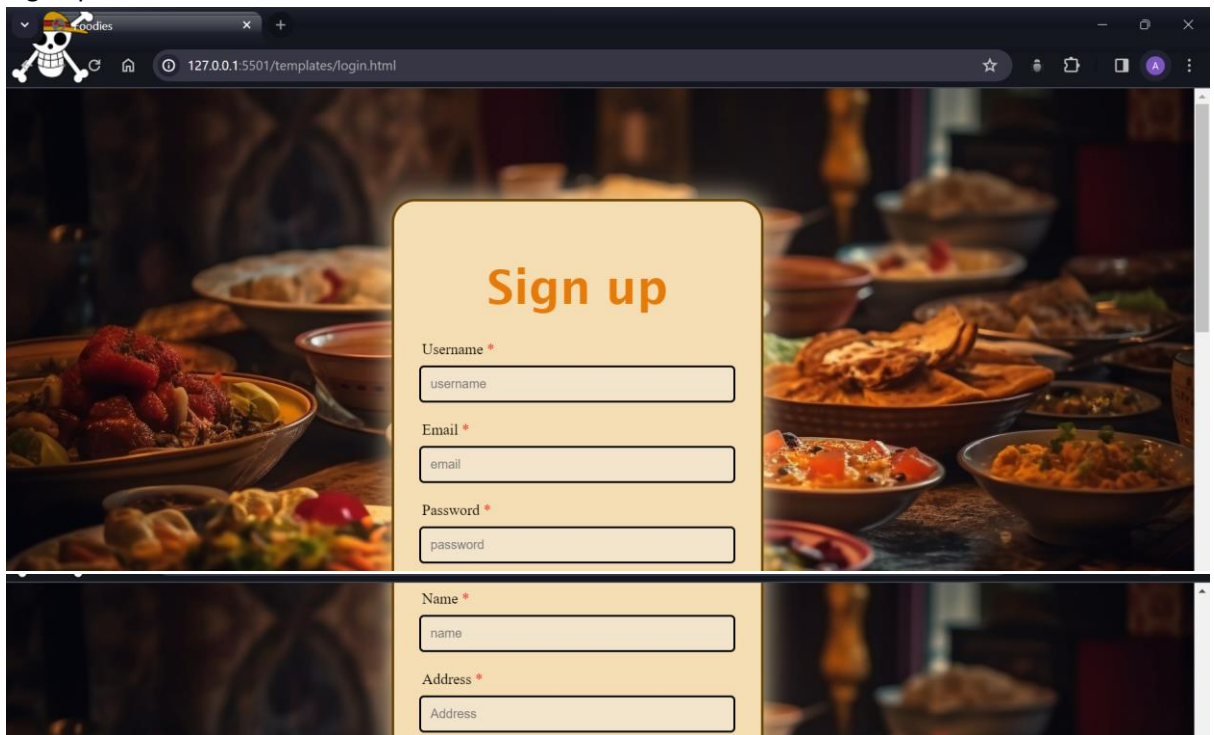 oodies
127.0.0.1:5501/templates/login.html
A
Sign up
Username *
username
Email *
email
Password *
password
Name *
name
Address *
Address